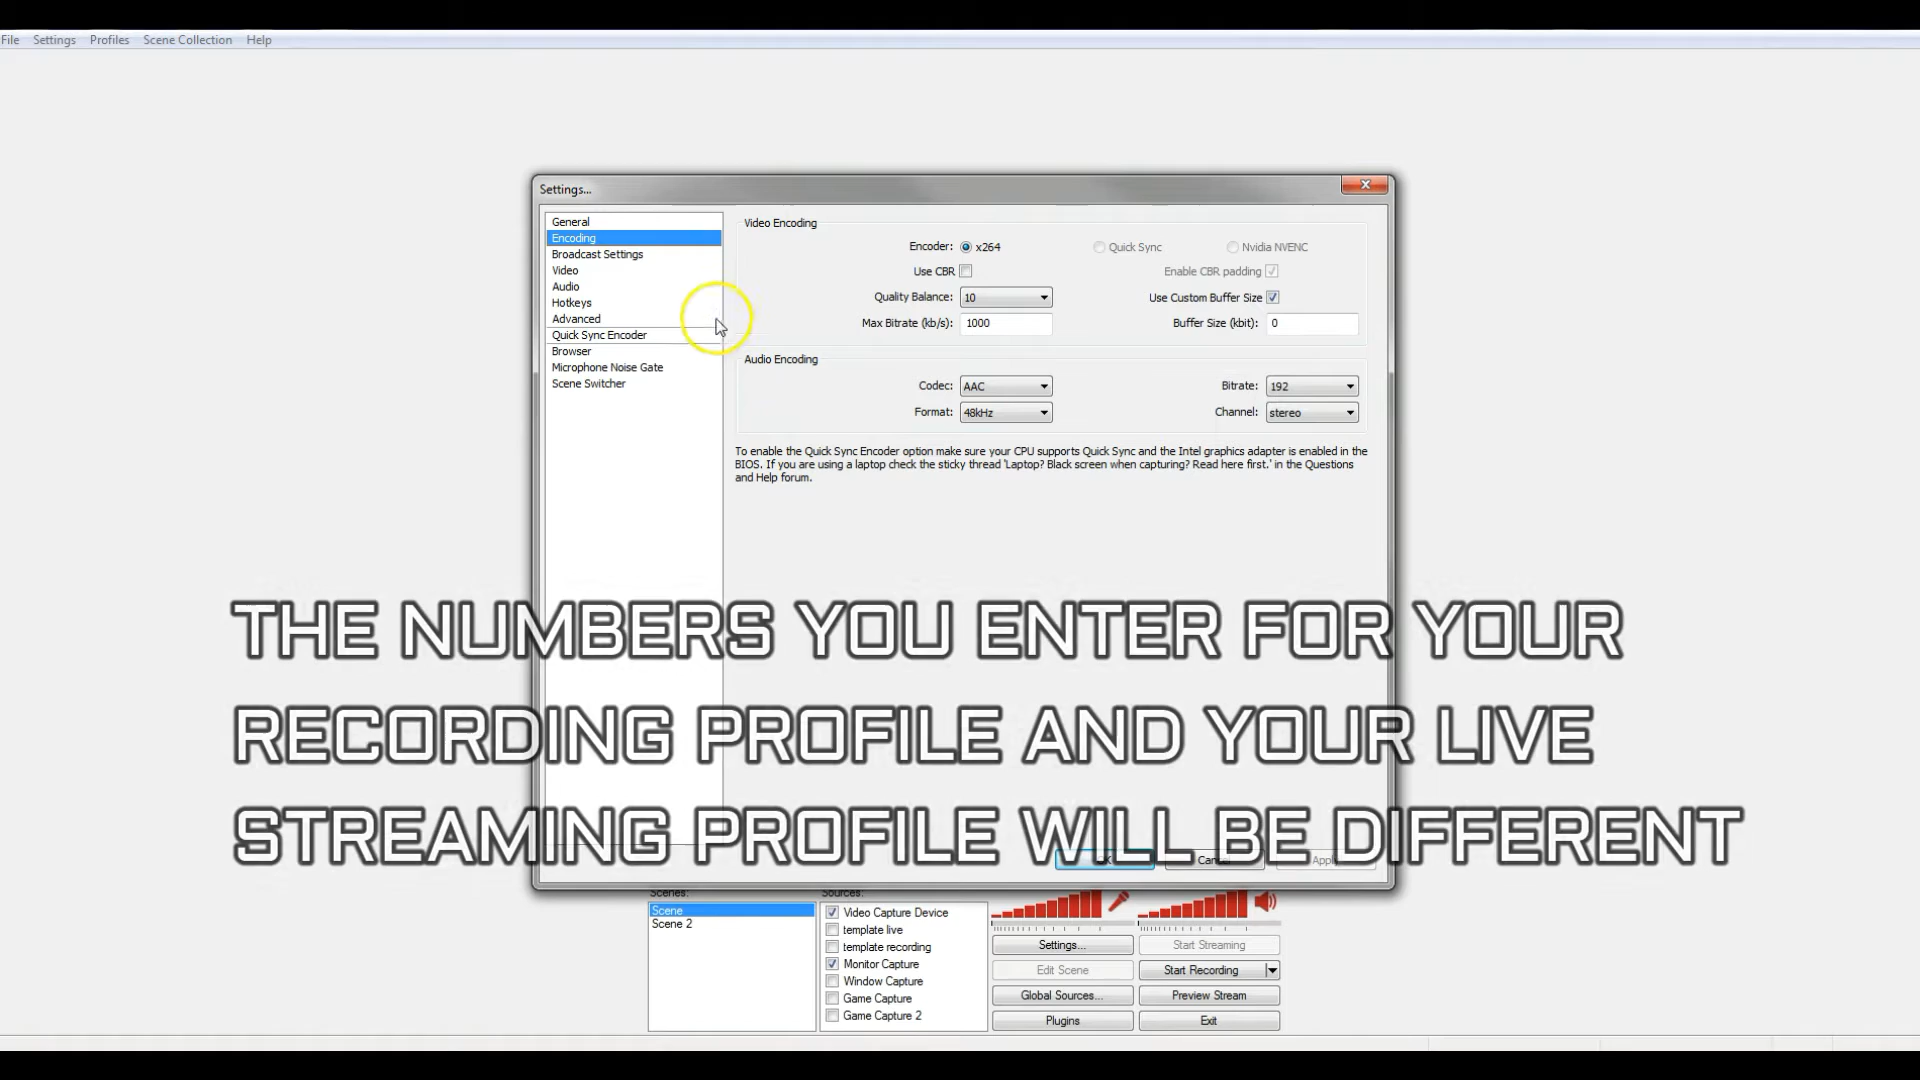 File Settings Profiles Scene Collection Help
Settings...
General
Encoding
Broadcast Settings
Video
Audio
Hotkeys
Advanced
Quick Sync Encoder
Browser
Microphone Noise Gate
Scene Switcher
Video Encoding
Encoder: x264 Quick Sync Nvidia NVENC
Use CBR Enable CBR padding
Quality Balance: 10 Use Custom Buffer Size
Max Bitrate (kb/s): 1000 Buffer Size (kbit): 0
Audio Encoding
Codec: AAC Bitrate: 192
Format: 48kHz Channel: stereo
To enable the Quick Sync Encoder option make sure your CPU supports Quick Sync and the Intel graphics adapter is enabled in the
BIOS. If you are using a laptop check the sticky thread 'Laptop? Black screen when capturing? Read here first.' in the Questions
and Help forum.
THE NUMBERS YOU ENTER FOR YOUR
RECORDING PROFILE AND YOUR LIVE
STREAMING PROFILE WILL BE DIFFERENT
OK Cancel Apply
Scenes:
Scene
Scene 2
Sources:
Video Capture Device
template live
template recording
Monitor Capture
Window Capture
Game Capture
Game Capture 2
Settings... Start Streaming
Edit Scene Start Recording
Global Sources... Preview Stream
Plugins Exit